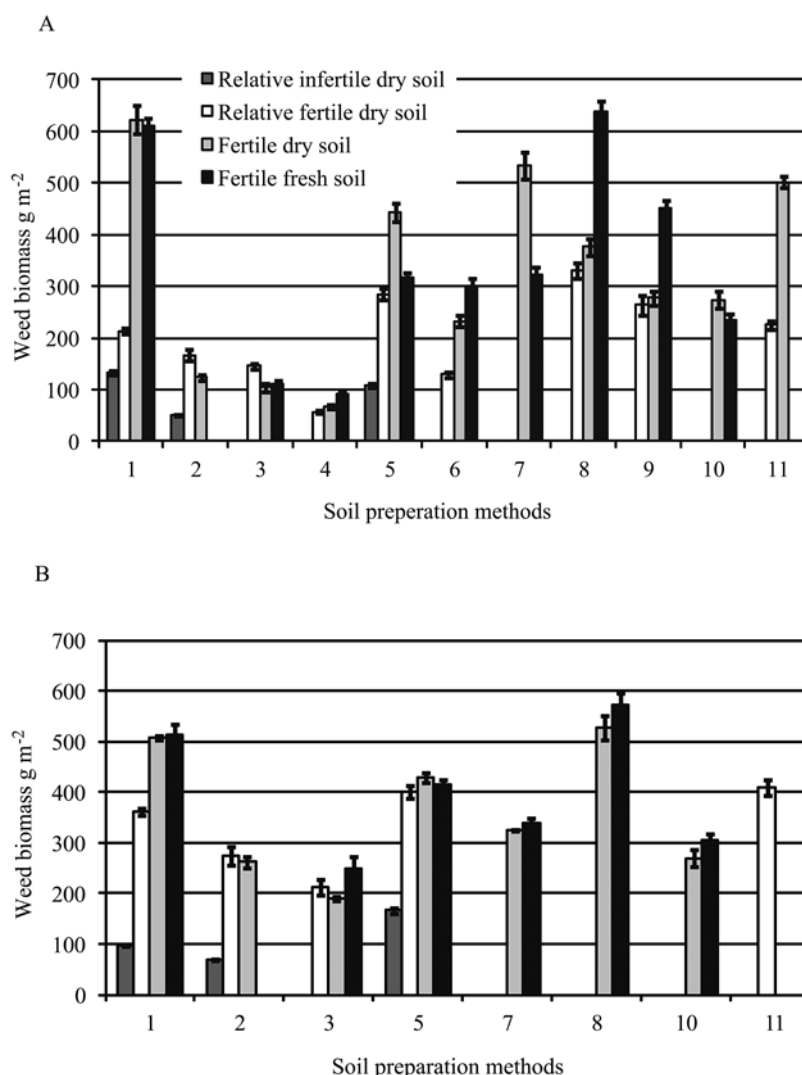 A
700
600
500
400
300
200
100
0
Weed biomass g m-2
Relative infertile dry soil
Relative fertile dry soil
Fertile dry soil
Fertile fresh soil
1 2 3 4 5 6 7 8 9 10 11
Soil preperation methods
B
700
600
500
400
300
200
100
0
Weed biomass g m-2
1 2 3 5 7 8 10 11
Soil preparation methods